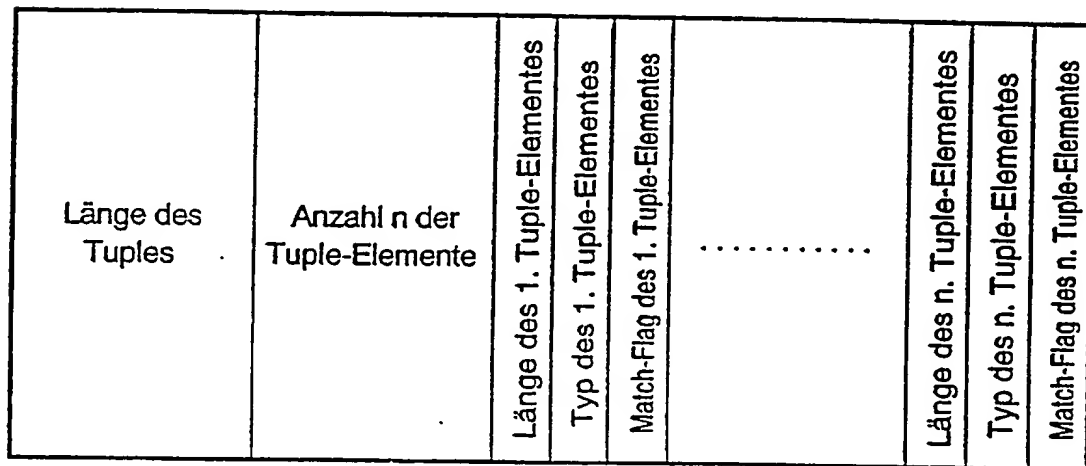 Länge des
Tuples
Anzahl n der
Tuple-Elemente
Länge des 1. Tuple-Elementes
Typ des 1. Tuple-Elementes
Match-Flag des 1. Tuple-Elementes
............
Länge des n. Tuple-Elementes
Typ des n. Tuple-Elementes
Match-Flag des n. Tuple-Elementes